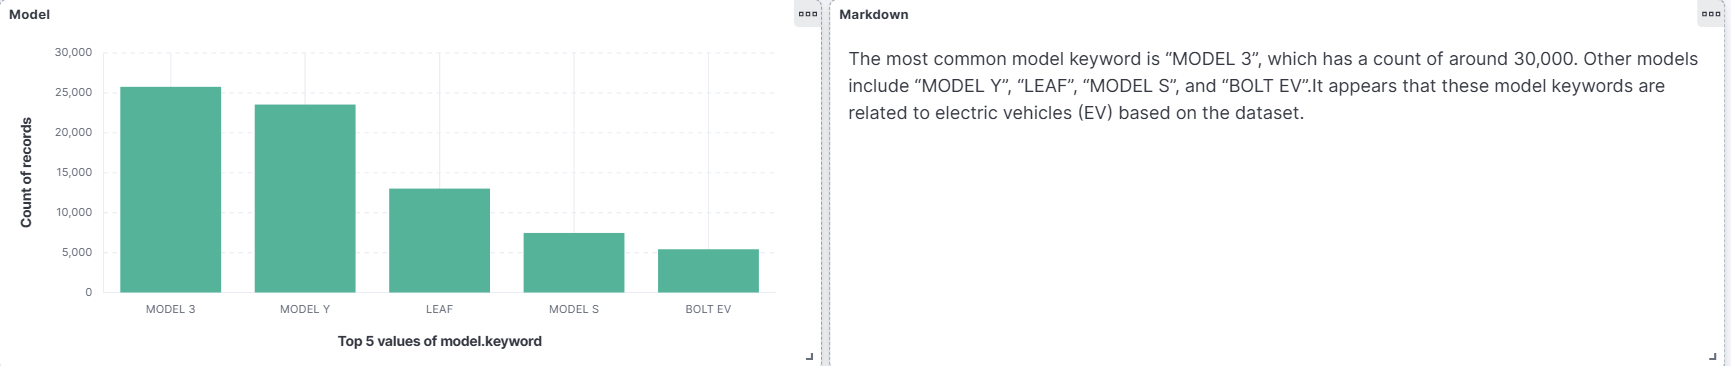 Model
30,000
25,000
20,000
15,000
10,000
5,000
0
Count of records
MODEL 3
MODEL Y
LEAF
MODEL S
BOLT EV
Top 5 values of model.keyword
Markdown
The most common model keyword is “MODEL 3”, which has a count of around 30,000. Other models
include “MODEL Y”, “LEAF”, “MODEL S”, and “BOLT EV”.It appears that these model keywords are
related to electric vehicles (EV) based on the dataset.